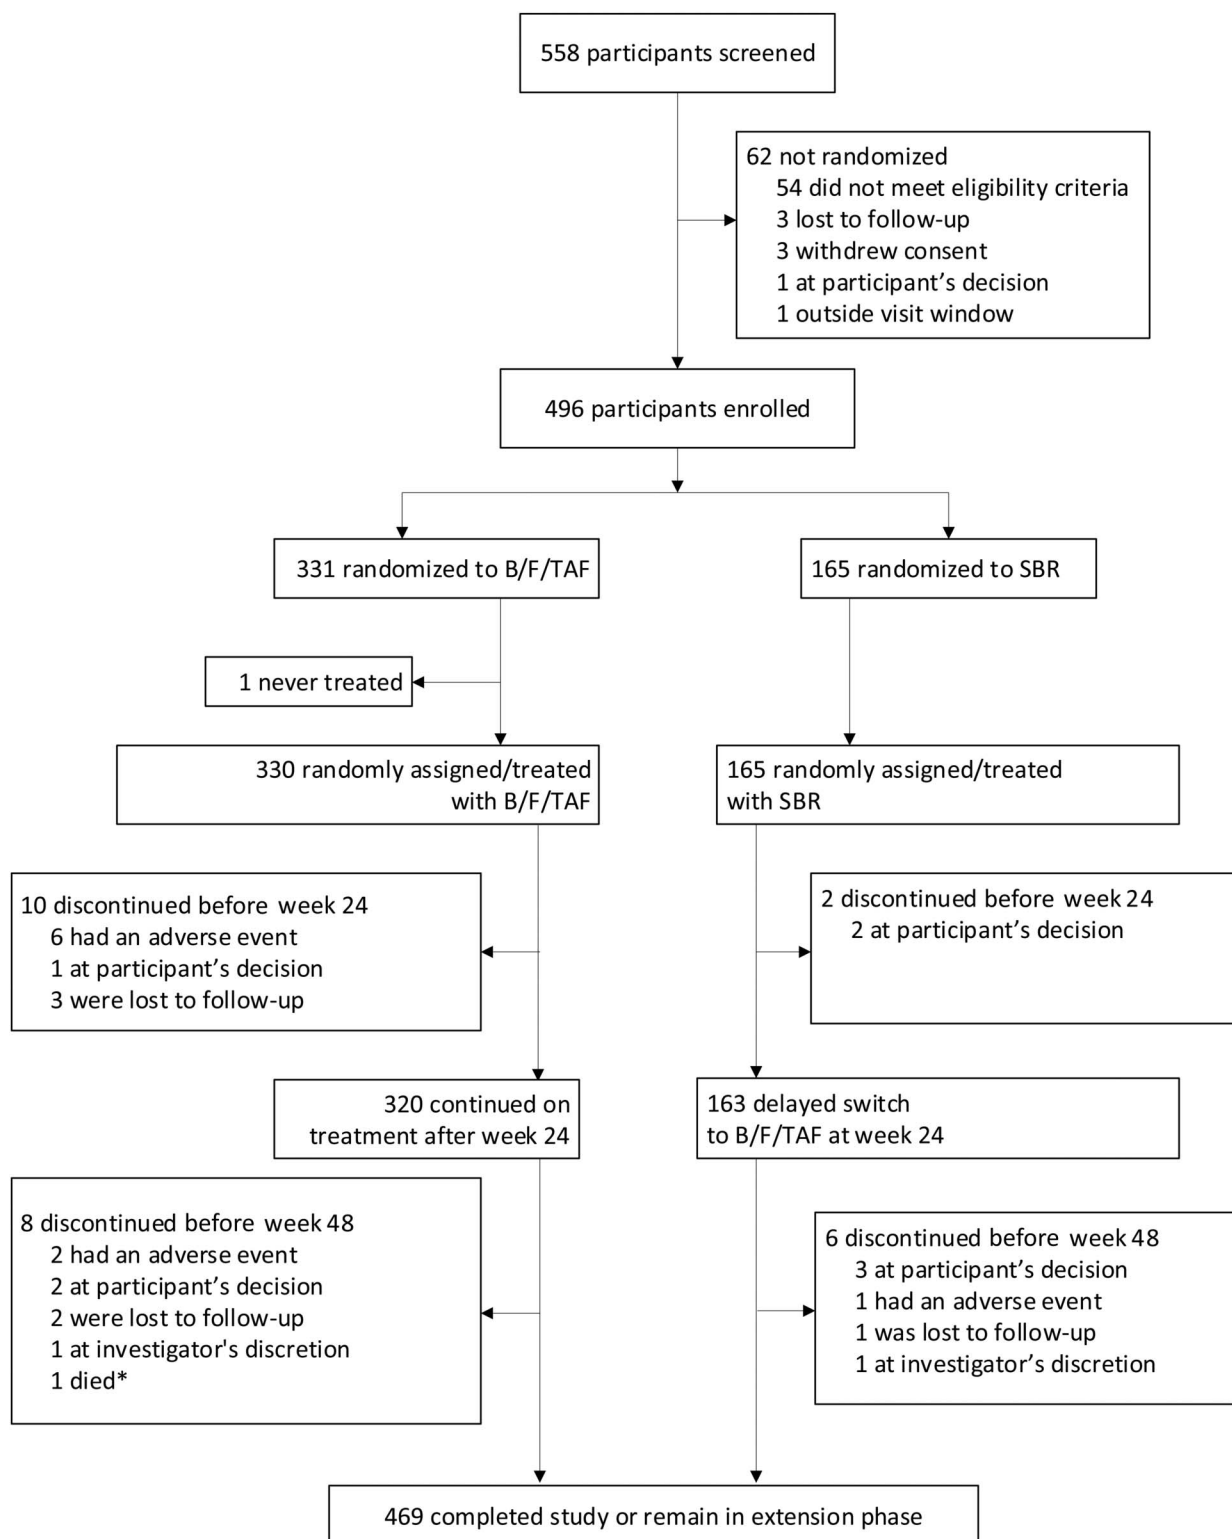 558 participants screened
62 not randomized
54 did not meet eligibility criteria
3 lost to follow-up
3 withdrew consent
1 at participant’s decision
1 outside visit window
496 participants enrolled
331 randomized to B/F/TAF
165 randomized to SBR
1 never treated
330 randomly assigned/treated
with B/F/TAF
165 randomly assigned/treated
with SBR
10 discontinued before week 24
6 had an adverse event
1 at participant’s decision
3 were lost to follow-up
2 discontinued before week 24
2 at participant’s decision
320 continued on
treatment after week 24
163 delayed switch
to B/F/TAF at week 24
8 discontinued before week 48
2 had an adverse event
2 at participant’s decision
2 were lost to follow-up
1 at investigator's discretion
1 died*
6 discontinued before week 48
3 at participant’s decision
1 had an adverse event
1 was lost to follow-up
1 at investigator’s discretion
469 completed study or remain in extension phase